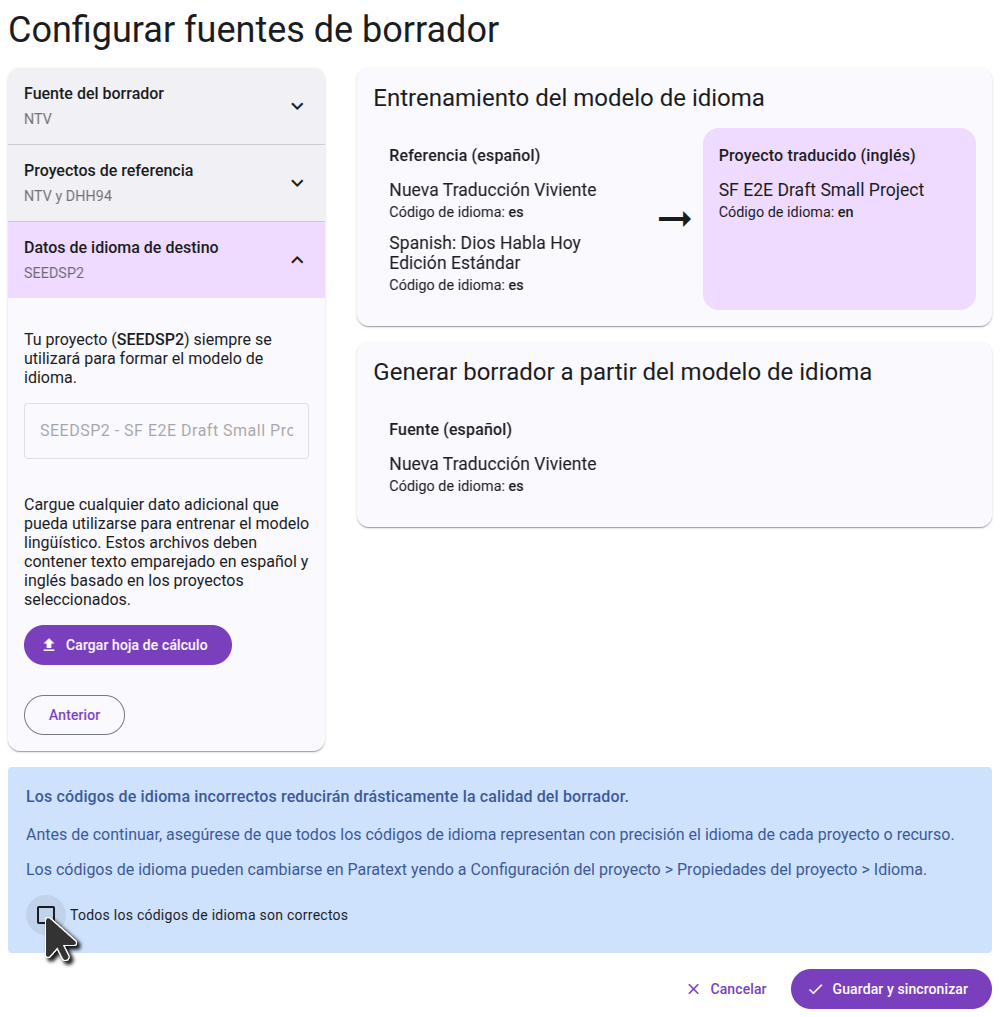 Configurar fuentes de borrador
Fuente del borrador
NTV
Proyectos de referencia
NTV y DHH94
Datos de idioma de destino
SEEDSP2
Tu proyecto (SEEDSP2) siempre se
utilizará para formar el modelo de
idioma.
SEEDSP2 - SF E2E Draft Small Pro
Cargue cualquier dato adicional que
pueda utilizarse para entrenar el modelo
lingüístico. Estos archivos deben
contener texto emparejado en español y
inglés basado en los proyectos
seleccionados.
Cargar hoja de cálculo
Anterior
Entrenamiento del modelo de idioma
Referencia (español)
Nueva Traducción Viviente
Código de idioma: es
Spanish: Dios Habla Hoy
Edición Estándar
Código de idioma: es
Proyecto traducido (inglés)
SF E2E Draft Small Project
Código de idioma: en
Generar borrador a partir del modelo de idioma
Fuente (español)
Nueva Traducción Viviente
Código de idioma: es
Los códigos de idioma incorrectos reducirán drásticamente la calidad del borrador.
Antes de continuar, asegúrese de que todos los códigos de idioma representan con precisión el idioma de cada proyecto o recurso.
Los códigos de idioma pueden cambiarse en Paratext yendo a Configuración del proyecto > Propiedades del proyecto > Idioma.
Todos los códigos de idioma son correctos
Cancelar
Guardar y sincronizar